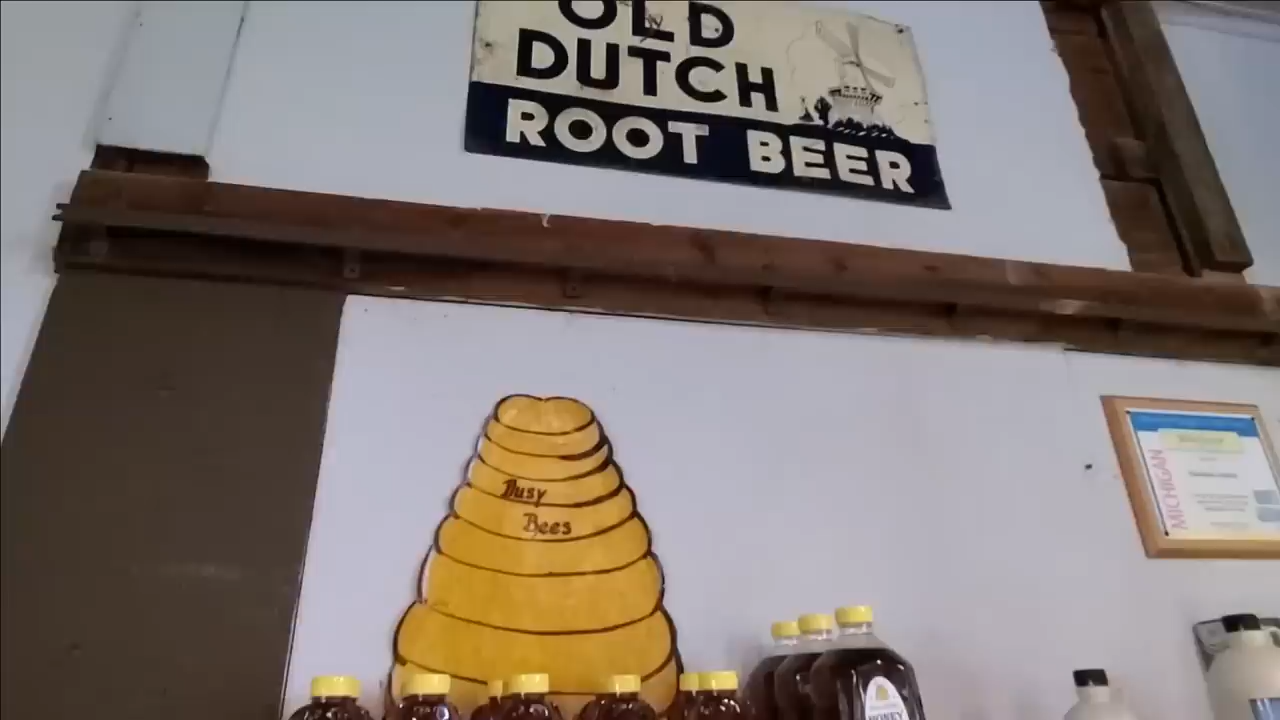 OLD
DUTCH
ROOT BEER
Busy
Bees
MICHIGAN
HONEY